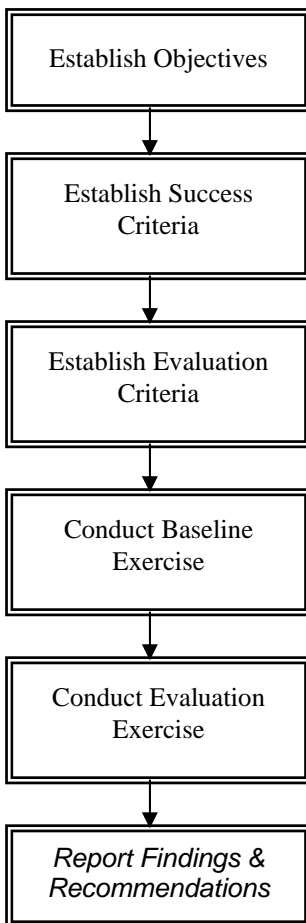 Establish Objectives
Establish Success
Criteria
Establish Evaluation
Criteria
Conduct Baseline
Exercise
Conduct Evaluation
Exercise
Report Findings &
Recommendations